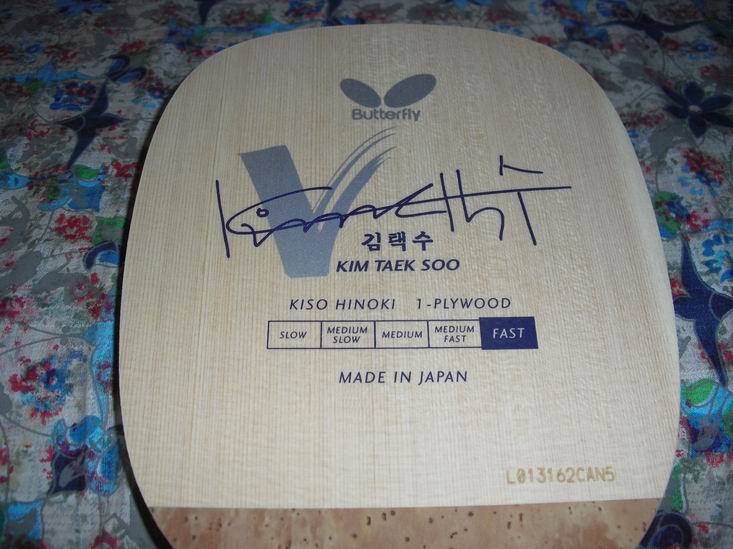 Butterfly
V
김택수
KIM TAEK SOO
KISO HINOKI 1-PLYWOOD
SLOW MEDIUM SLOW MEDIUM MEDIUM FAST FAST
MADE IN JAPAN
L013162CAN5